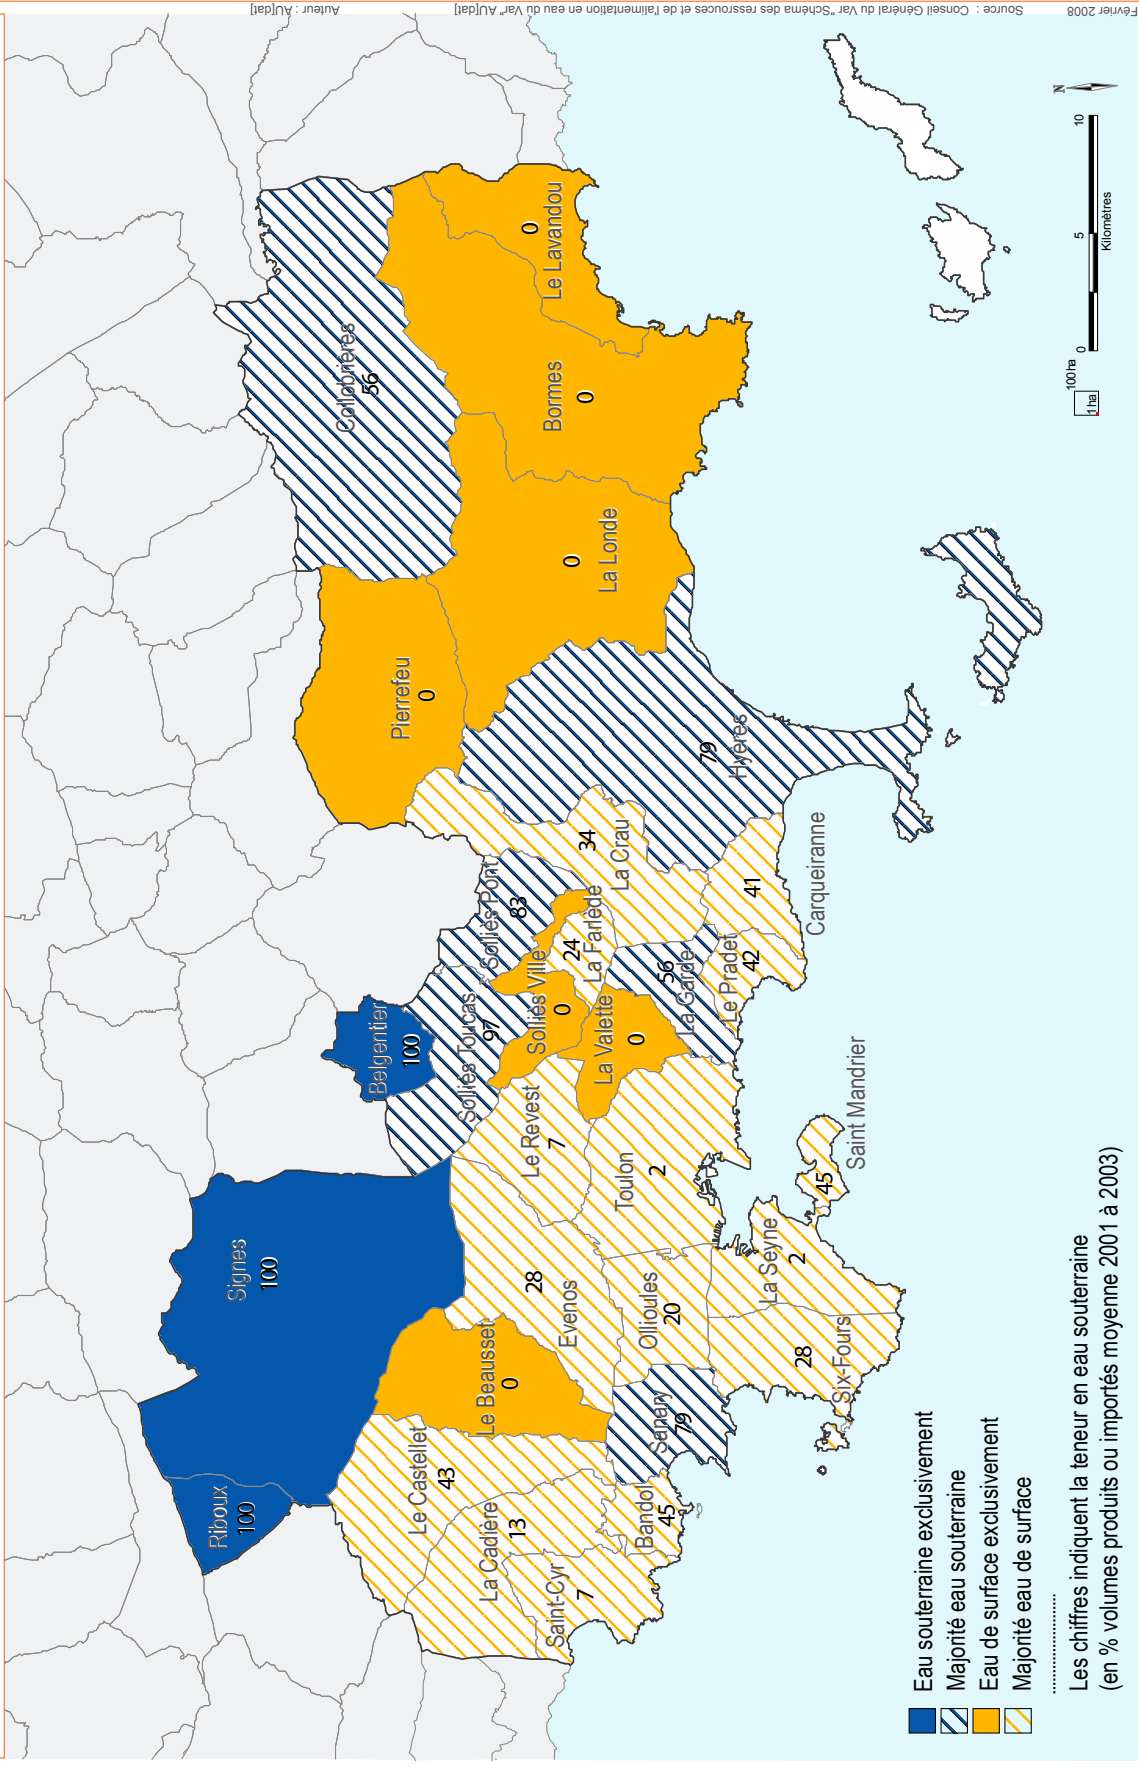 Riboux
100
Signes
100
Belgentier
100
Collobrières
56
Pierrefeu
0
Le Castellet
43
Le Beausset
0
La Cadière
13
Saint-Cyr
7
Bandol
45
Sanary
79
Evenos
28
Ollioules
20
Six-Fours
28
La Seyne
2
Saint Mandrier
45
Toulon
2
Le Revest
7
Solliès Toucas
97
Solliès Pont
83
Solliès Ville
0
La Farlède
24
La Valette
0
La Garde
56
Le Pradet
42
Carqueiranne
41
La Crau
34
Hyères
79
La Londe
0
Bormes
0
Le Lavandou
0
Eau souterraine exclusivement
Majorité eau souterraine
Eau de surface exclusivement
Majorité eau de surface
Les chiffres indiquent la teneur en eau souterraine
(en % volumes produits ou importés moyenne 2001 à 2003)
100 ha
1 ha
0 5 10
Kilomètres
N
Février 2008
Source : Conseil Général du Var "Schéma des ressrouces et de l'alimentation en eau du Var" AU[dat]
Auteur : AU[dat]